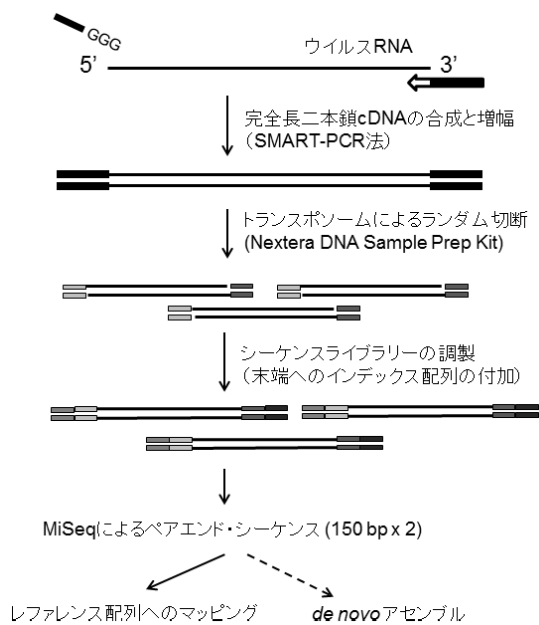 GGG
ウイルスRNA
5’ 3’
完全長二本鎖cDNAの合成と増幅
(SMART-PCR法)
トランスポソームによるランダム切断
(Nextera DNA Sample Prep Kit)
シーケンスライブラリーの調製
(末端へのインデックス配列の付加)
MiSeqによるペアエンド・シーケンス (150 bp x 2)
レファレンス配列へのマッピング de novoアセンブル